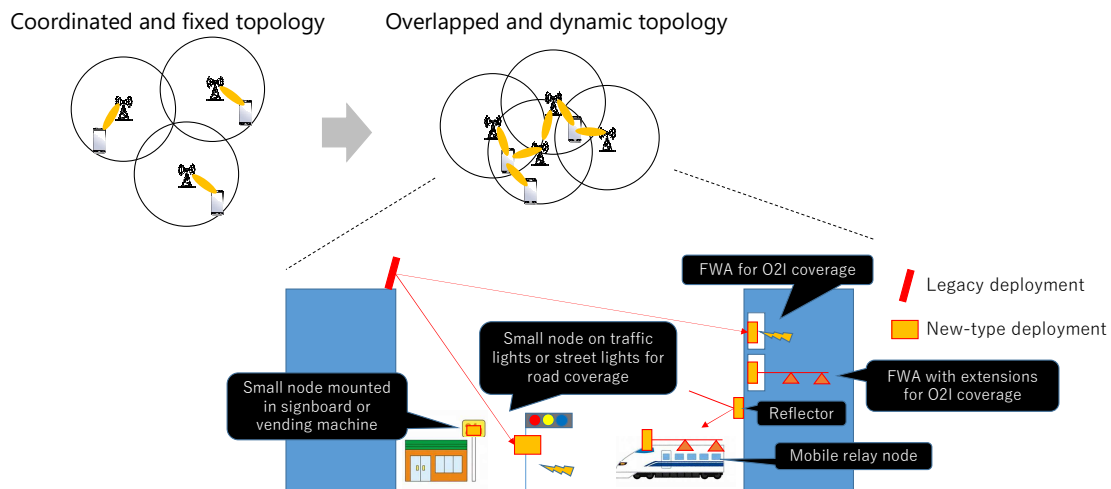 Coordinated and fixed topology
Overlapped and dynamic topology
FWA for O2I coverage
Legacy deployment
New-type deployment
Small node on traffic
lights or street lights for
road coverage
Small node mounted
in signboard or
vending machine
FWA with extensions
for O2I coverage
Reflector
Mobile relay node